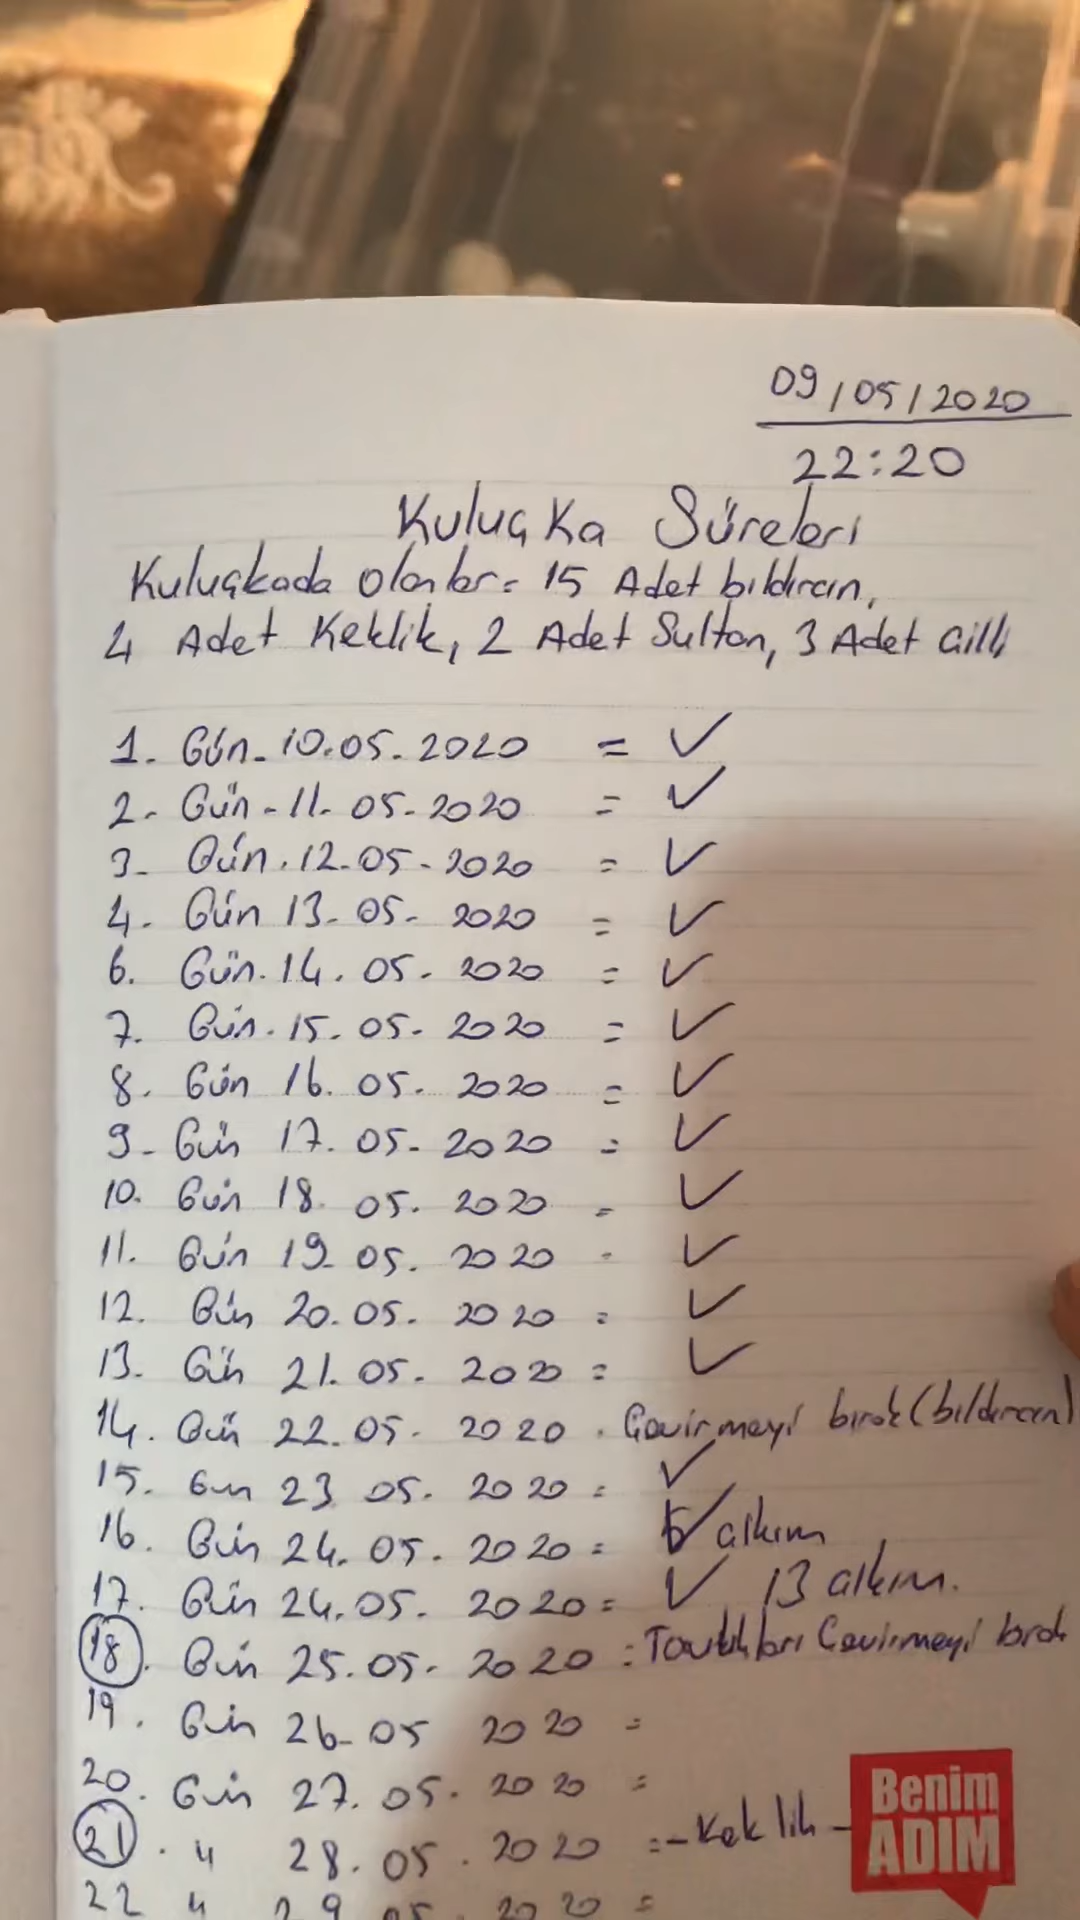 09/05/2020
22:20
Kuluçka Süreleri
Kuluçkada olanlar= 15 Adet bıldırcın,
4 Adet Keklik, 2 Adet Sultan, 3 Adet
1. Gün- 10.05.2020 = ✓
2- Gün-11-05-2020 = ✓
3- Gün.12.05-2020 = ✓
4. Gün 13-05-2020 = ✓
6. Gün.14.05-2020 = ✓
7. Gün.15.05-2020 = ✓
8. Gün 16.05-2020 = ✓
9- Gün 17.05-2020 = ✓
10. Gün 18.05.2020 = ✓
11. Gün 19.05.2020 - ✓
12. Gün 20.05.2020 = ✓
13. Gün 21.05.2020 = ✓
14. Gün 22.05.2020 . Çevirmeyi bırak (bıldırcın)
15. Gün 23.05.2020 = ✓
16. Gün 24.05.2020 = ✓
17. Gün 24.05.2020 = ✓ 13
18. Gün 25.05.2020 : Tavukları Çevirmeyi bırak
19. Gün 26-05 2020 =
20. Gün 27.05.2020 =
21. " 28.05.2020 =- Keklik -
22 " 29 05 2020 =
Benim
ADIM